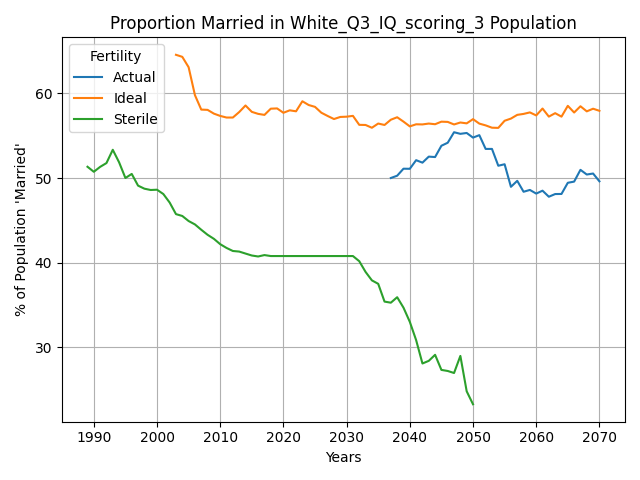 Proportion Married in White_Q3_IQ_scoring_3 Population
Fertility
Actual
Ideal
Sterile
% of Population 'Married'
60
50
40
30
1990 2000 2010 2020 2030 2040 2050 2060 2070
Years